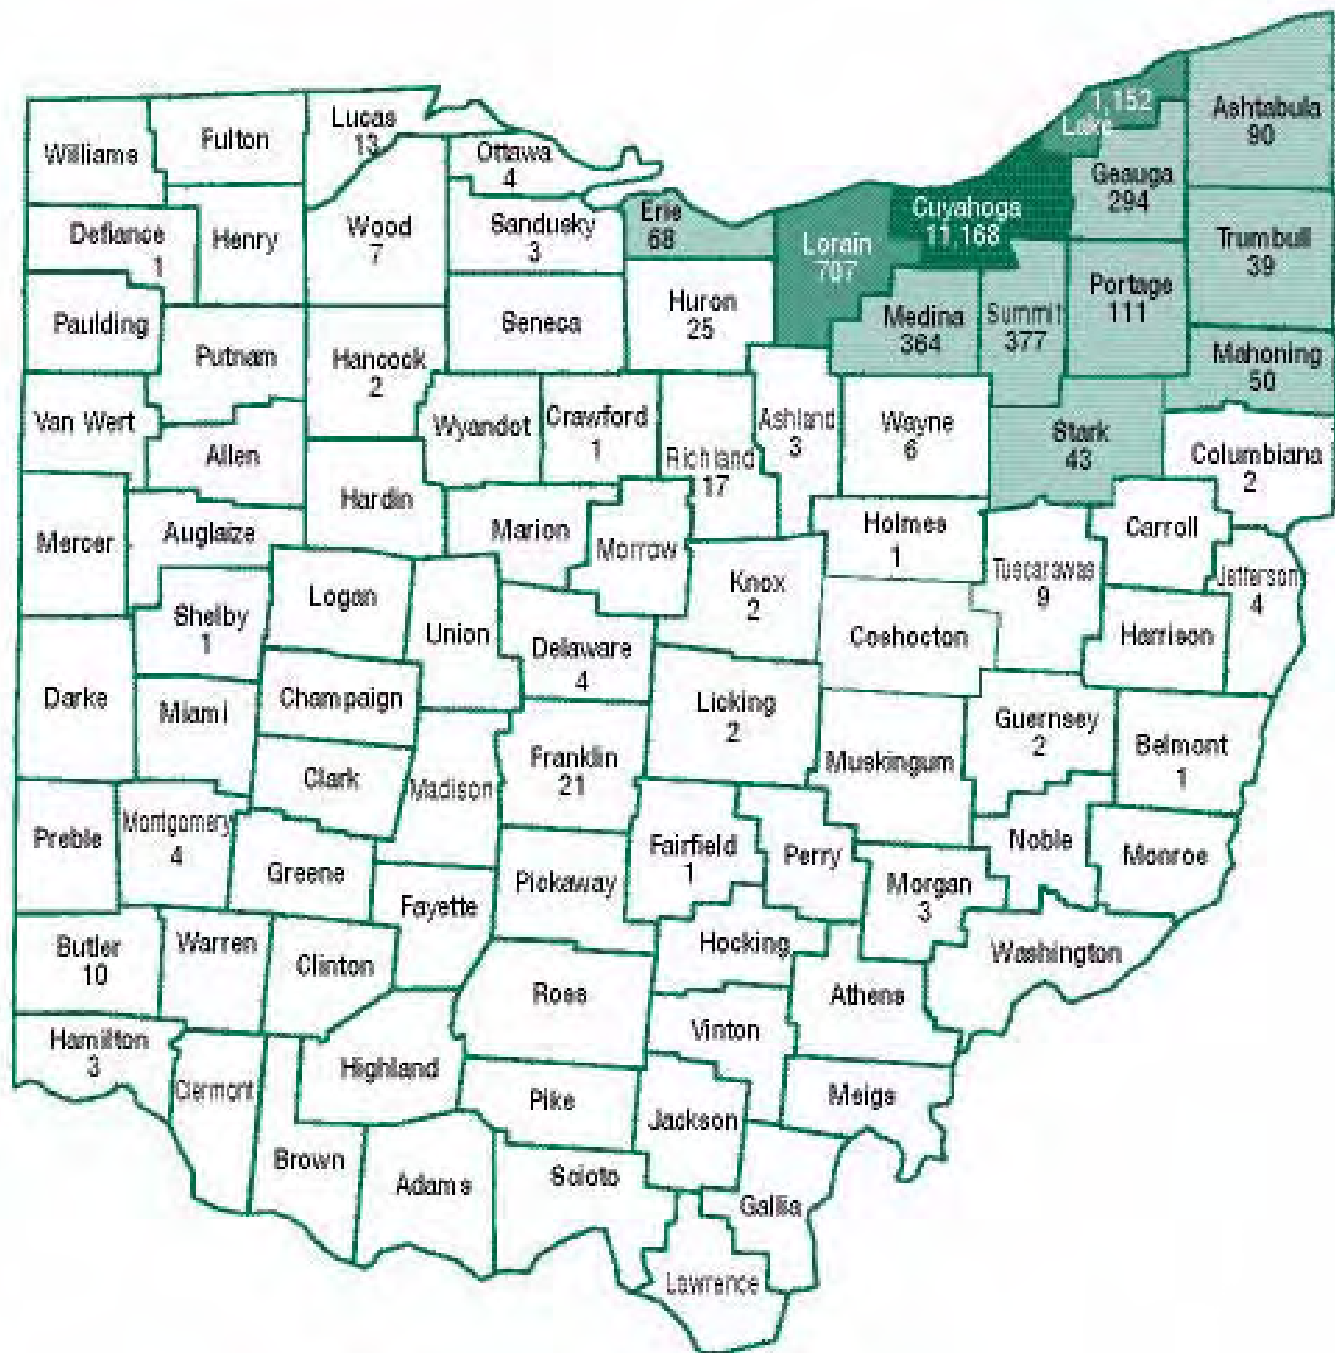 1,152
Lake
Ashtabula
90
Lucas
13
Fulton
Williams
Ottawa
4
Geauga
294
Erie
68
Cuyahoga
11,168
Sandusky
3
Wood
7
Defiance
1
Henry
Lorain
707
Trumbull
39
Portage
111
Huron
25
Medina
364
Summit
377
Paulding
Seneca
Putnam
Hancock
2
Mahoning
50
Van Wert
Wyandot
Crawford
1
Ashland
3
Wayne
6
Stark
43
Allen
Richland
17
Columbiana
2
Hardin
Mercer
Auglaize
Marion
Morrow
Holmes
1
Carroll
Tuscarawas
9
Jefferson
4
Logan
Knox
2
Shelby
1
Union
Delaware
4
Coshocton
Harrison
Darke
Miami
Champaign
Licking
2
Guernsey
2
Belmont
1
Franklin
21
Muskingum
Clark
Madison
Preble
Montgomery
4
Fairfield
1
Perry
Noble
Monroe
Greene
Pickaway
Morgan
3
Fayette
Butler
10
Warren
Clinton
Hocking
Washington
Ross
Athens
Hamilton
3
Vinton
Highland
Clermont
Pike
Meigs
Jackson
Brown
Adams
Scioto
Gallia
Lawrence